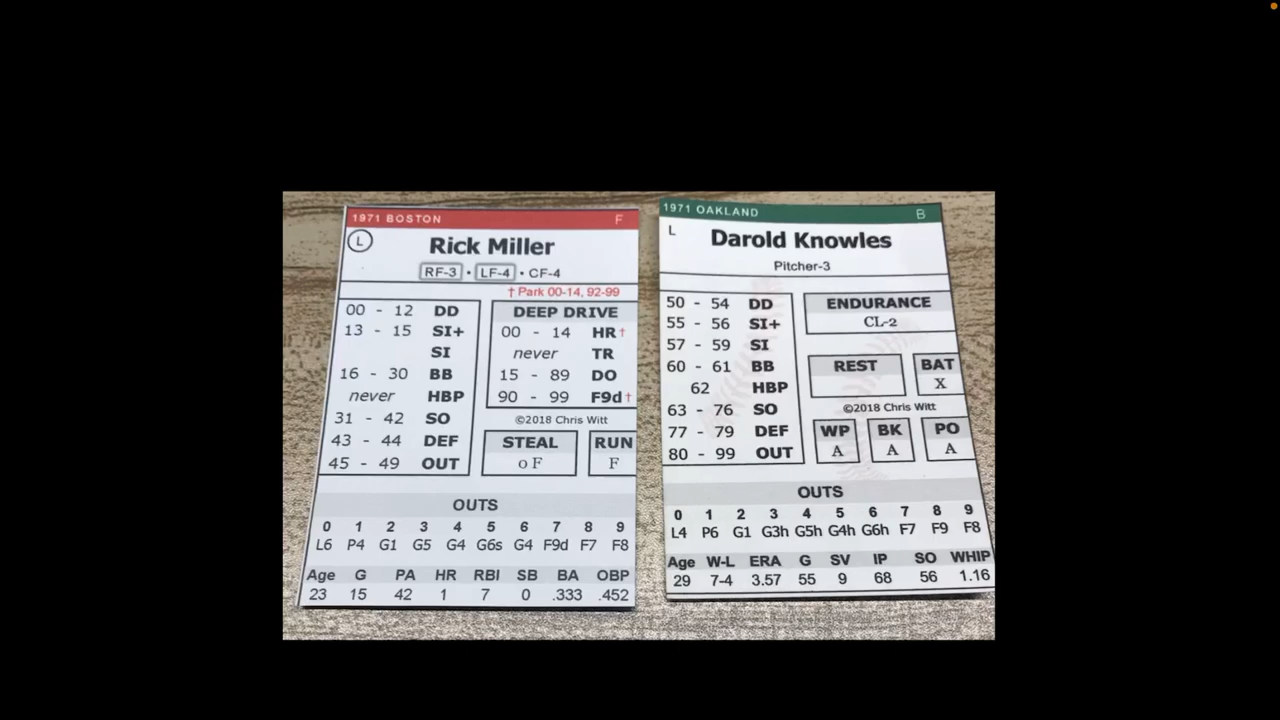 1971 BOSTON F
L
Rick Miller
RF-3 • LF-4 • CF-4
† Park 00-14, 92-99
00 - 12 DD
13 - 15 SI+
SI
16 - 30 BB
never HBP
31 - 42 SO
43 - 44 DEF
45 - 49 OUT
DEEP DRIVE
00 - 14 HR†
never TR
15 - 89 DO
90 - 99 F9d†
©2018 Chris Witt
STEAL RUN
o F F
OUTS
0 1 2 3 4 5 6 7 8 9
L6 P4 G1 G5 G4 G6s G4 F9d F7 F8
Age G PA HR RBI SB BA OBP
23 15 42 1 7 0 .333 .452
1971 OAKLAND B
L
Darold Knowles
Pitcher-3
50 - 54 DD
55 - 56 SI+
57 - 59 SI
60 - 61 BB
62 HBP
63 - 76 SO
77 - 79 DEF
80 - 99 OUT
ENDURANCE
CL-2
REST BAT
X
©2018 Chris Witt
WP BK PO
A A A
OUTS
0 1 2 3 4 5 6 7 8 9
L4 P6 G1 G3h G5h G4h G6h F7 F9 F8
Age W-L ERA G SV IP SO WHIP
29 7-4 3.57 55 9 68 56 1.16